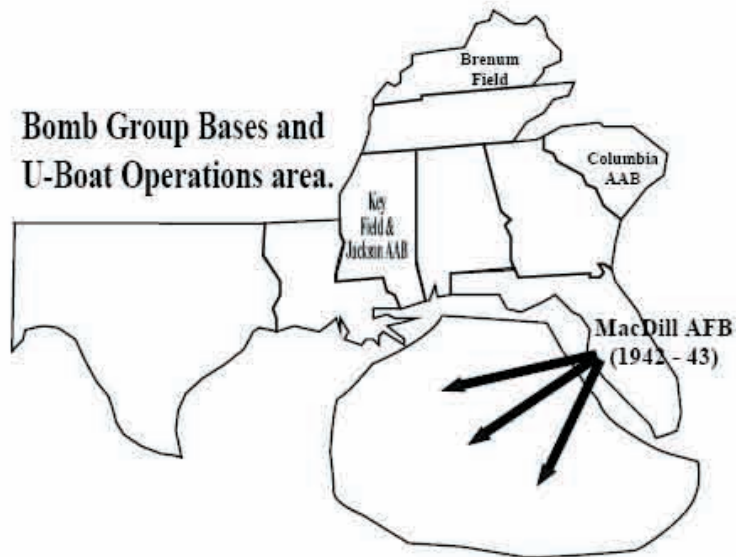 Brenum
Field
Bomb Group Bases and
U-Boat Operations area.
Columbia
AAB
Key
Field &
Jackson AAB
MacDill AFB
(1942 - 43)